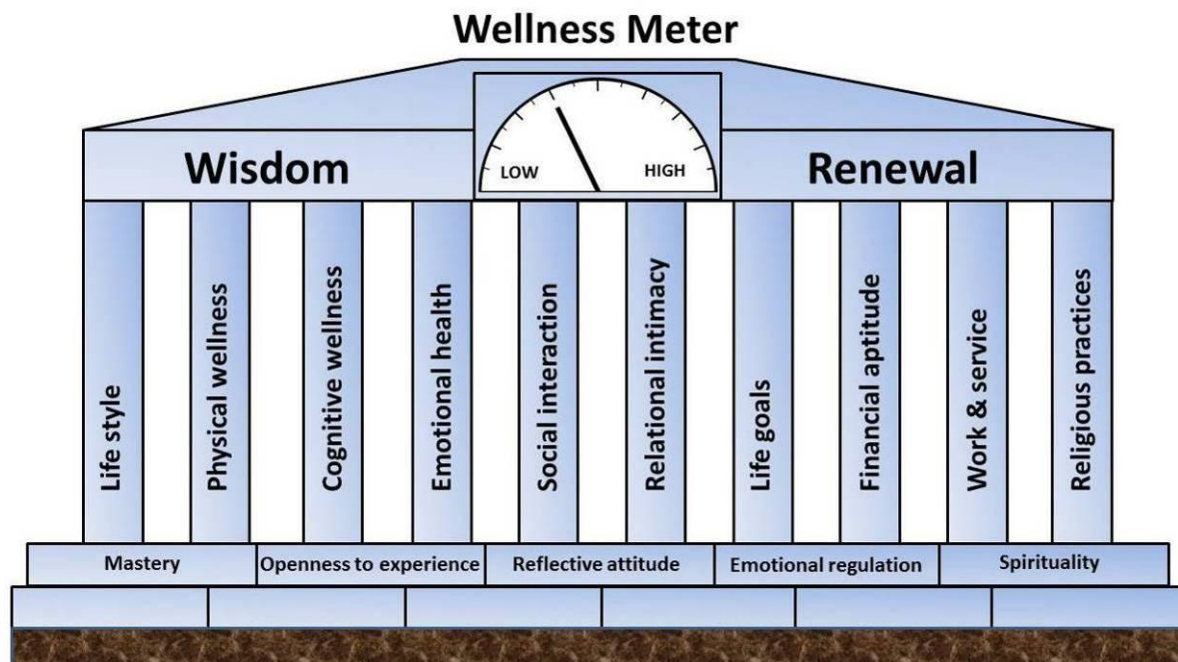 Wellness Meter
Wisdom
LOW
HIGH
Renewal
Life style
Physical wellness
Cognitive wellness
Emotional health
Social interaction
Relational intimacy
Life goals
Financial aptitude
Work & service
Religious practices
Mastery
Openness to experience
Reflective attitude
Emotional regulation
Spirituality